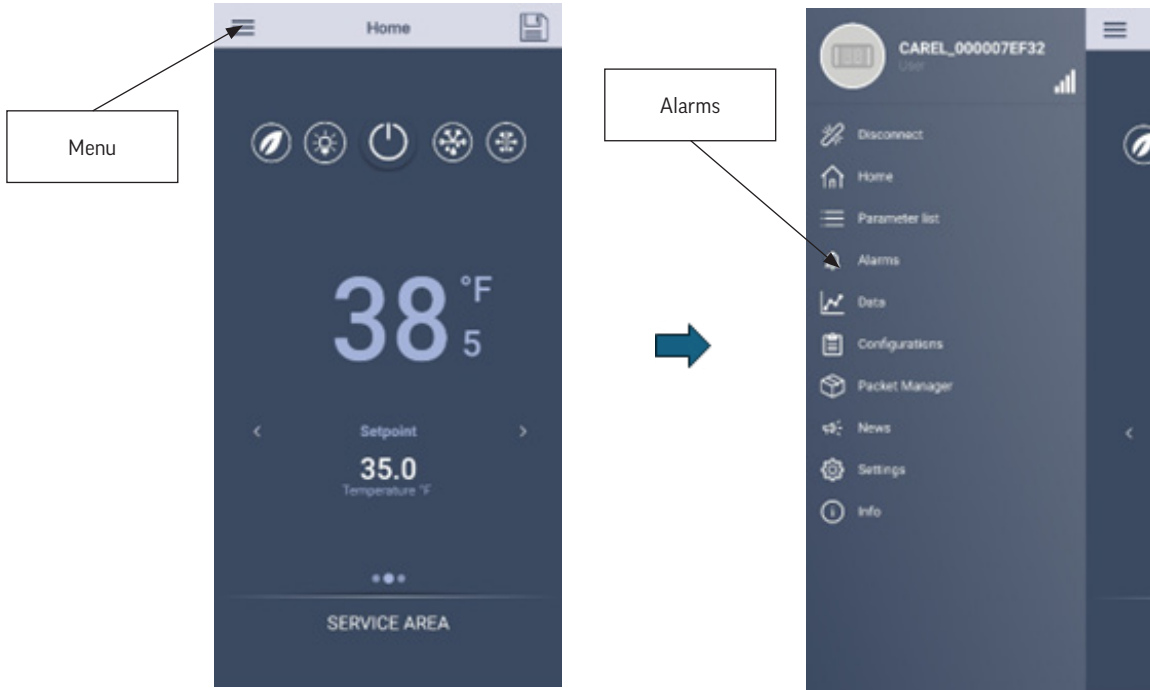 Home
Menu
38 °F
5
Setpoint
35.0
Temperature °F
SERVICE AREA
Alarms
CAREL_000007EF32
User
Disconnect
Home
Parameter list
Alarms
Data
Configurations
Packet Manager
News
Settings
Info